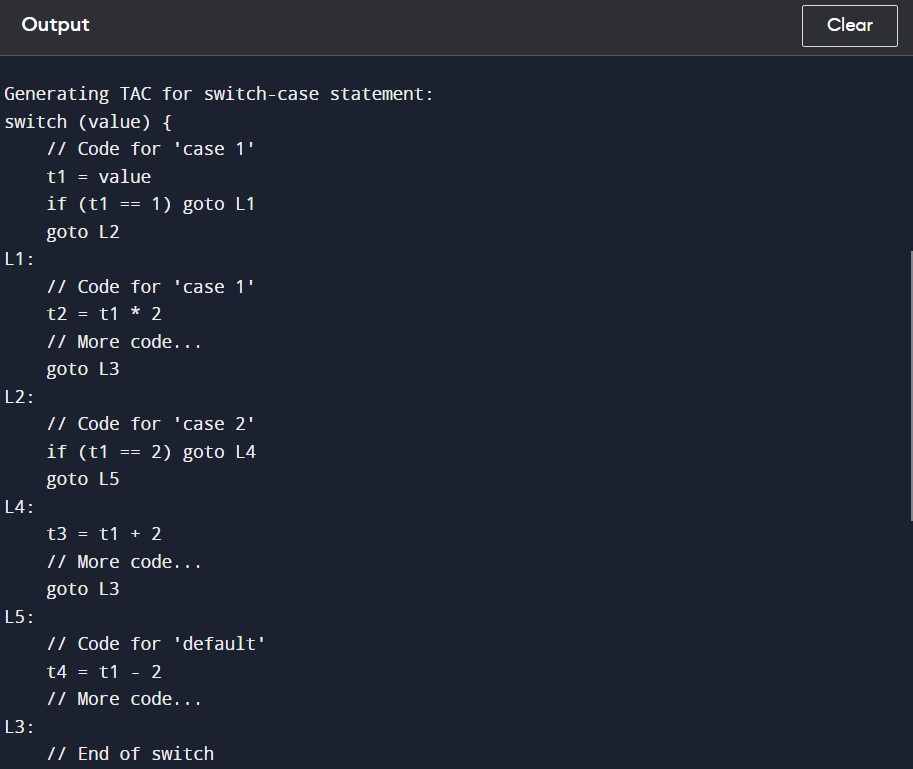 Output
Clear
Generating TAC for switch-case statement:
switch (value) {
    // Code for 'case 1'
    t1 = value
    if (t1 == 1) goto L1
    goto L2
L1:
    // Code for 'case 1'
    t2 = t1 * 2
    // More code...
    goto L3
L2:
    // Code for 'case 2'
    if (t1 == 2) goto L4
    goto L5
L4:
    t3 = t1 + 2
    // More code...
    goto L3
L5:
    // Code for 'default'
    t4 = t1 - 2
    // More code...
L3:
    // End of switch